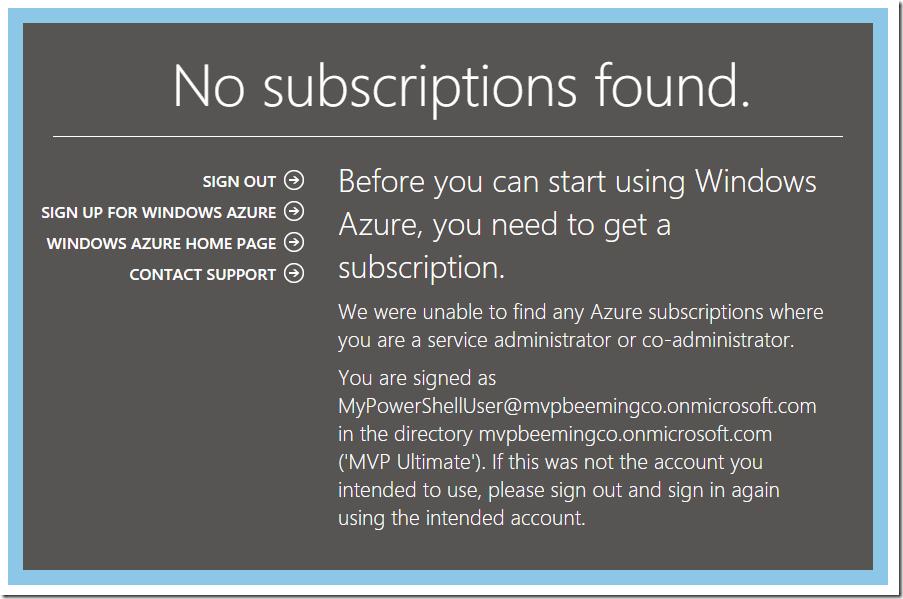 No subscriptions found.
SIGN OUT
SIGN UP FOR WINDOWS AZURE
WINDOWS AZURE HOME PAGE
CONTACT SUPPORT
Before you can start using Windows
Azure, you need to get a
subscription.
We were unable to find any Azure subscriptions where
you are a service administrator or co-administrator.
You are signed as
MyPowerShellUser@mvpbeemingco.onmicrosoft.com
in the directory mvpbeemingco.onmicrosoft.com
('MVP Ultimate'). If this was not the account you
intended to use, please sign out and sign in again
using the intended account.